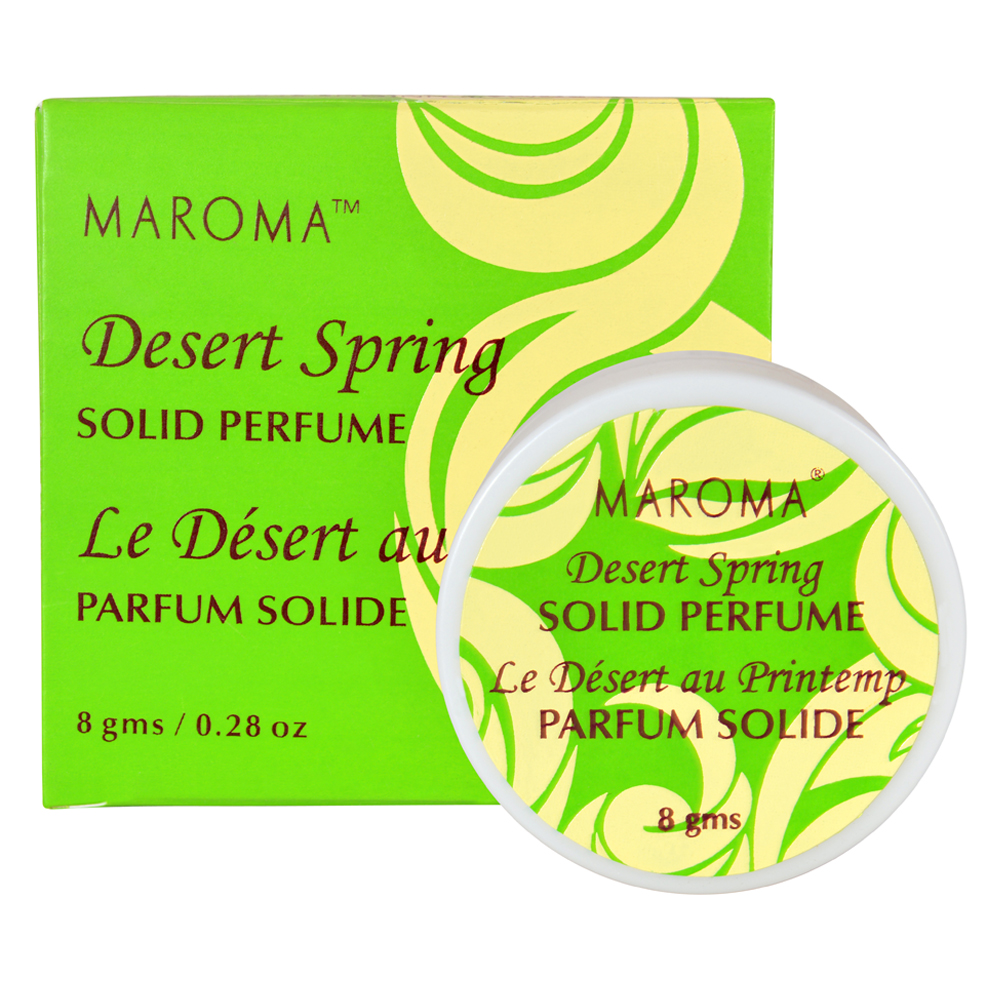 MAROMA™
Desert Spring
SOLID PERFUME
Le Désert au
PARFUM SOLIDE
8 gms / 0.28 oz
MAROMA®
Desert Spring
SOLID PERFUME
Le Désert au Printemp
PARFUM SOLIDE
8 gms